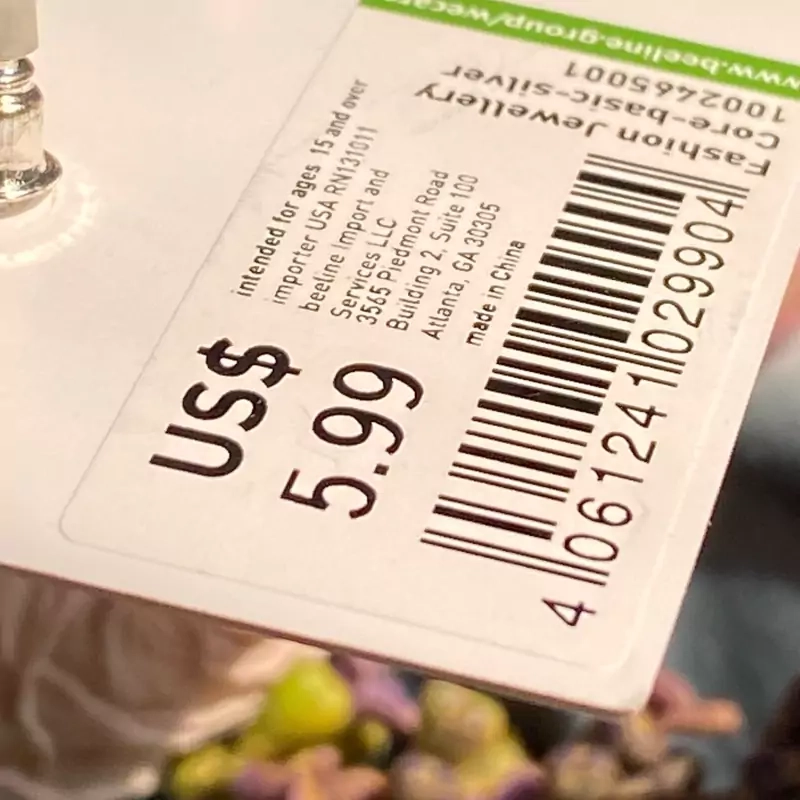 www.beeline.group/wecare
Fashion Jewellery
Core-basic-silver
1002465001
intended for ages 15 and over
importer USA RN131011
beeline Import and
Services LLC
3565 Piedmont Road
Building 2, Suite 100
Atlanta, GA 30305
made in China
US$
5.99
4 061241 029904